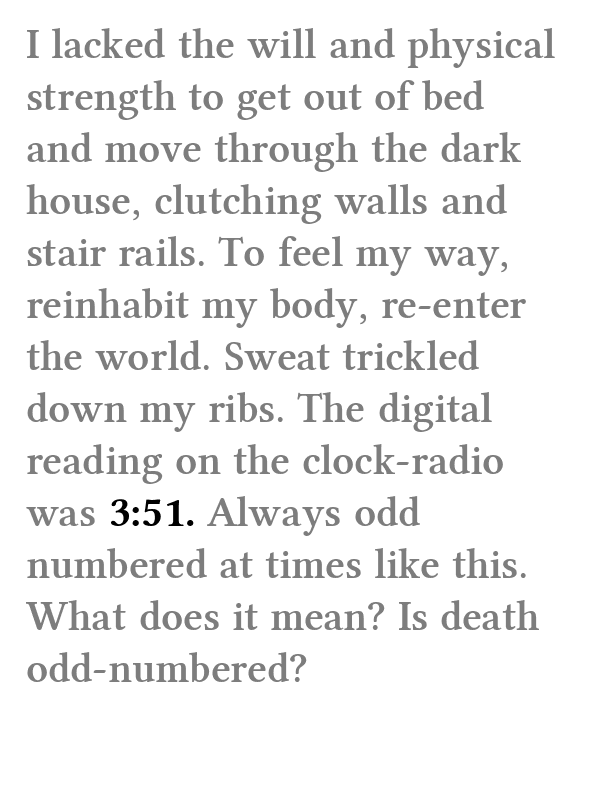 I lacked the will and physical
strength to get out of bed
and move through the dark
house, clutching walls and
stair rails. To feel my way,
reinhabit my body, re-enter
the world. Sweat trickled
down my ribs. The digital
reading on the clock-radio
was 3:51. Always odd
numbered at times like this.
What does it mean? Is death
odd-numbered?